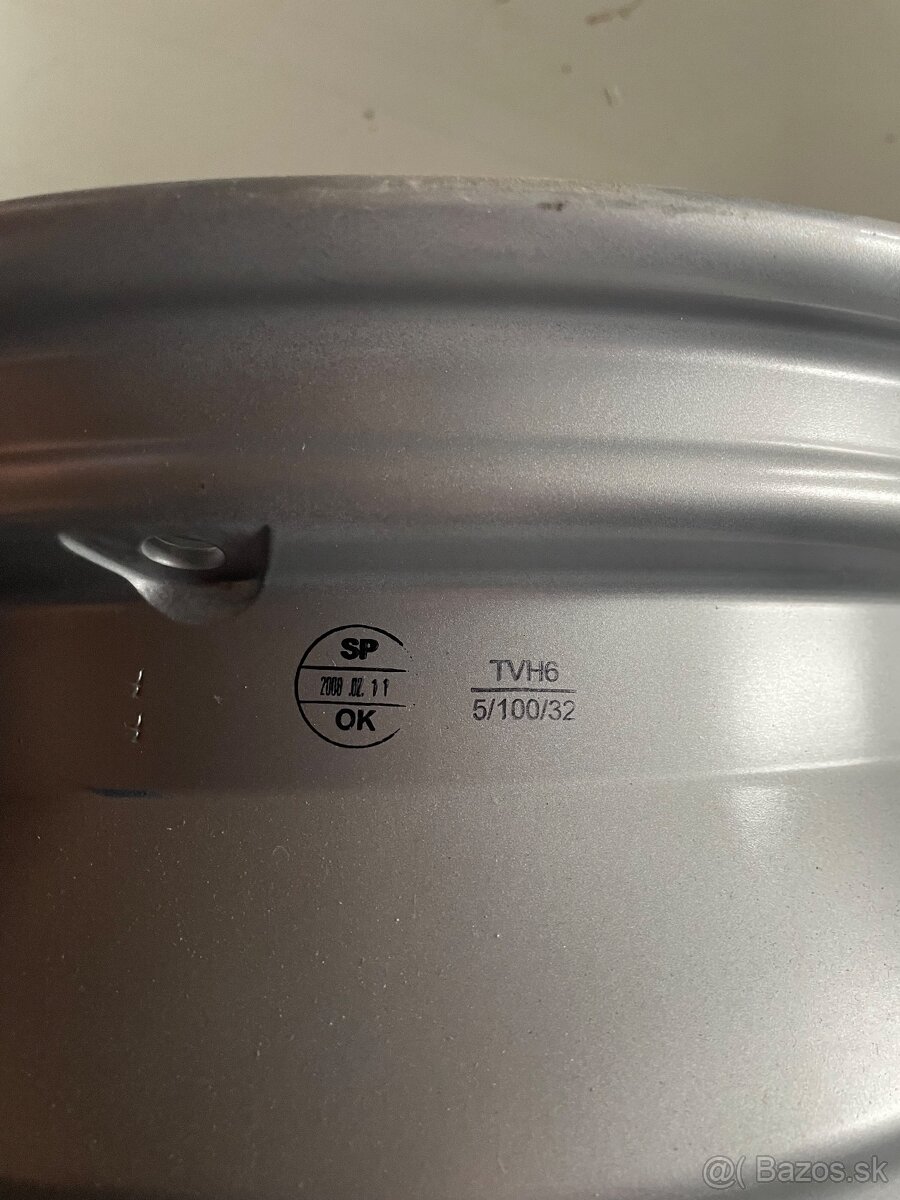 SP
2008 .02. 11
OK
TVH6
5/100/32
@( Bazos.sk